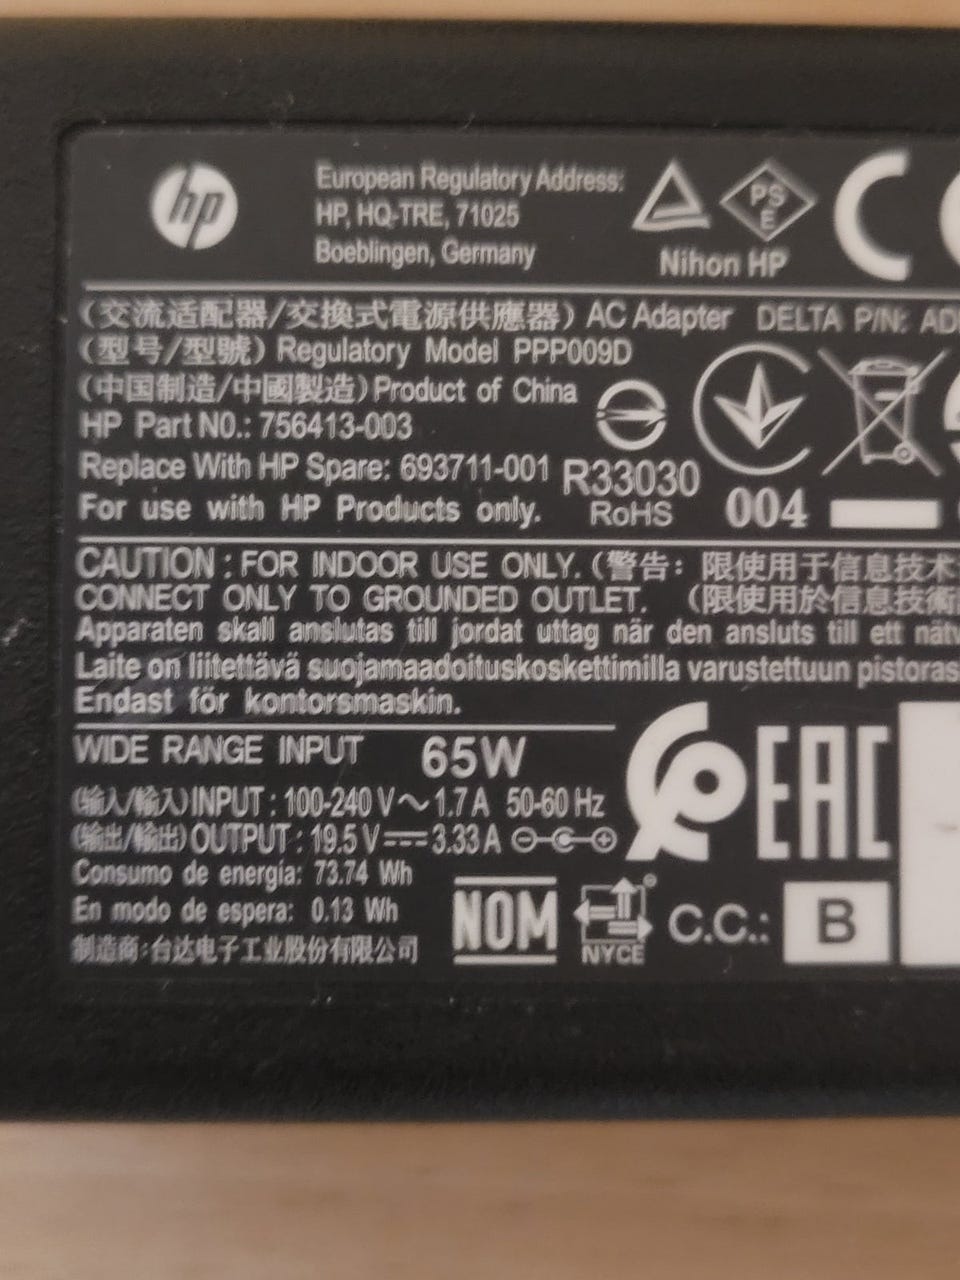 hp
European Regulatory Address:
HP, HQ-TRE, 71025
Boeblingen, Germany
PS
E
Nihon HP
(交流适配器/交換式電源供應器) AC Adapter DELTA P/N: AD
(型号/型號) Regulatory Model PPP009D
(中国制造/中國製造) Product of China
HP Part N0.: 756413-003
Replace With HP Spare: 693711-001
For use with HP Products only.
R33030
RoHS
004
CAUTION : FOR INDOOR USE ONLY. (警告: 限使用于信息技术
CONNECT ONLY TO GROUNDED OUTLET. (限使用於信息技術
Apparaten skall anslutas till jordat uttag när den ansluts till ett nätv
Laite on liitettävä suojamaadoituskoskettimilla varustettuun pistoras
Endast för kontorsmaskin.
WIDE RANGE INPUT 65W
(输入/輸入) INPUT : 100-240 V~ 1.7 A 50-60 Hz
(输出/輸出) OUTPUT : 19.5 V⎓3.33 A
Consumo de energía: 73.74 Wh
En modo de espera: 0.13 Wh
制造商:台达电子工业股份有限公司
EAC
NOM
NYCE
C.C.: B